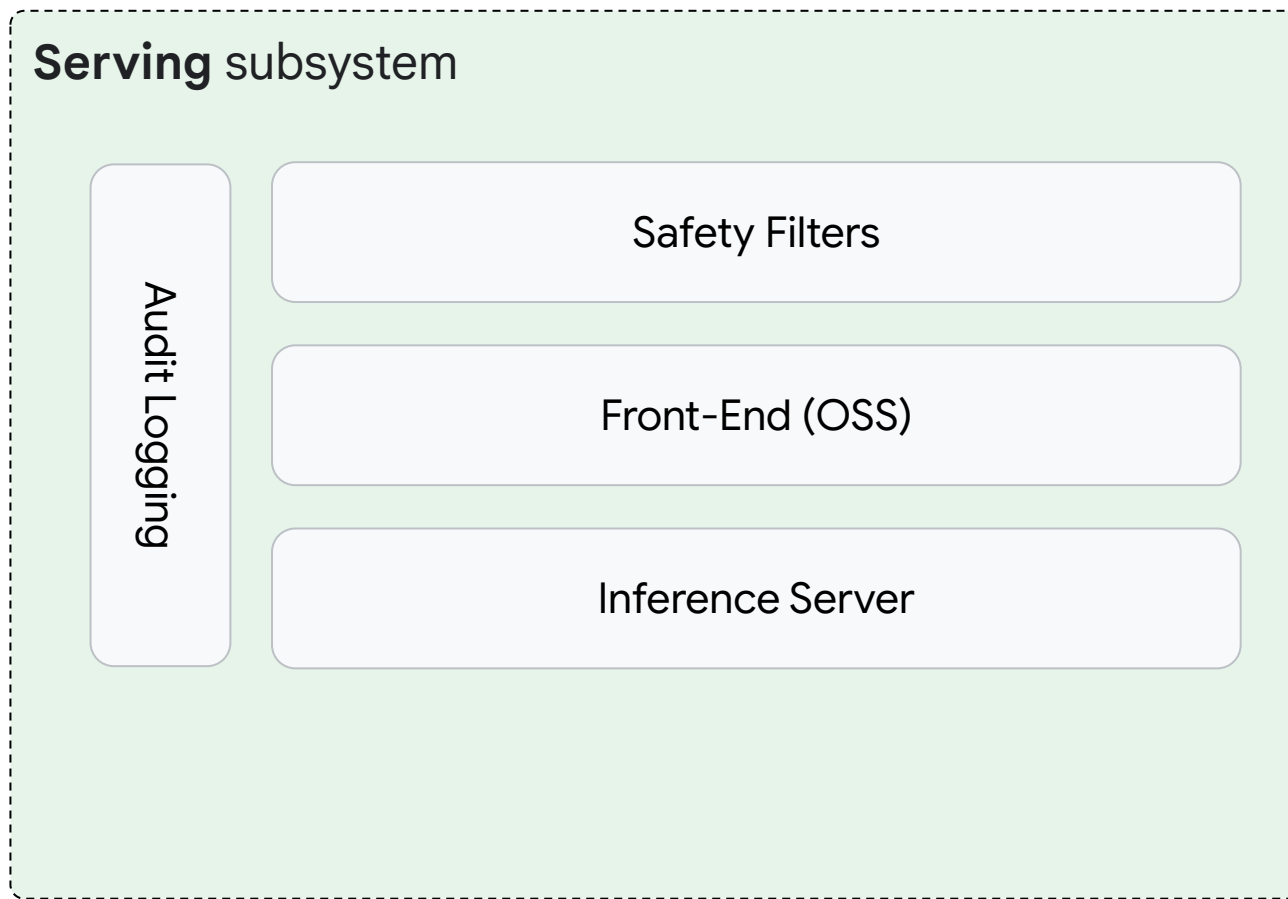 Serving subsystem
Audit Logging
Safety Filters
Front-End (OSS)
Inference Server